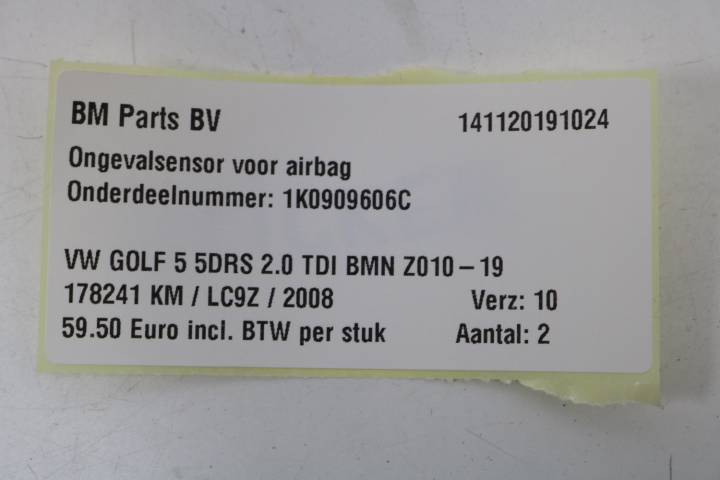 BM Parts BV 141120191024
Ongevalsensor voor airbag
Onderdeelnummer: 1K0909606C
VW GOLF 5 5DRS 2.0 TDI BMN Z010 – 19
178241 KM / LC9Z / 2008 Verz: 10
59.50 Euro incl. BTW per stuk Aantal: 2